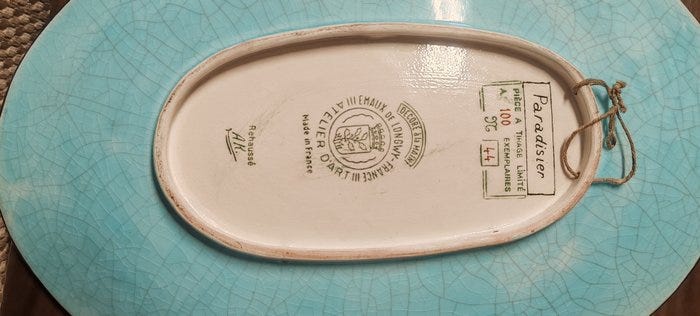 Paradisier
PIÈCE A TIRAGE LIMITÉ
A 100 EXEMPLAIRES
N 44
DÉCORÉ A LA MAIN
EMAUX DE LONGWY-FRANCE
ATELIER D'ART
Made in France
Rehaussé